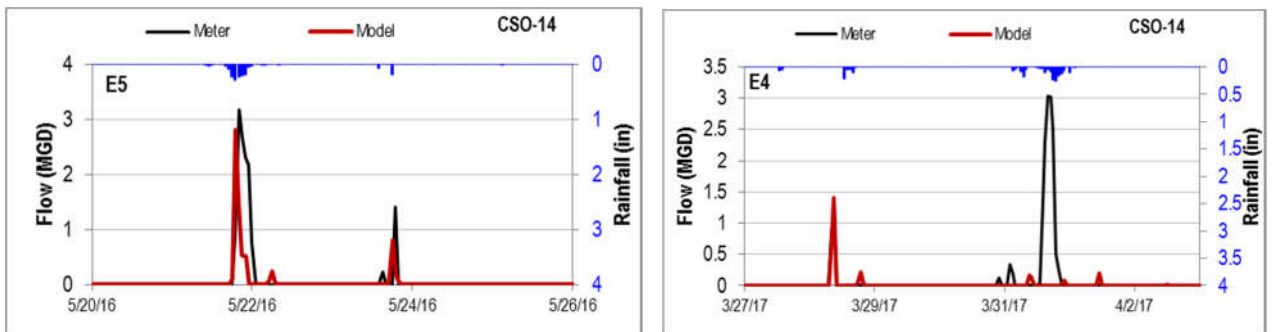 Meter Model CSO-14
E5
Flow (MGD)
4
3
2
1
0
Rainfall (in)
0
1
2
3
4
5/20/16 5/22/16 5/24/16 5/26/16
Meter Model CSO-14
E4
Flow (MGD)
3.5
3
2.5
2
1.5
1
0.5
0
Rainfall (in)
0
0.5
1
1.5
2
2.5
3
3.5
4
3/27/17 3/29/17 3/31/17 4/2/17